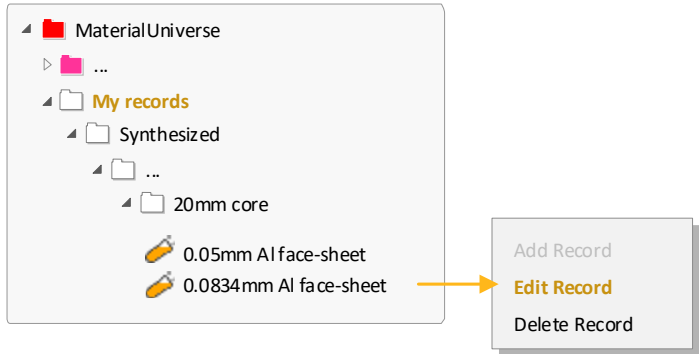 MaterialUniverse
...
My records
Synthesized
...
20mm core
0.05mm Al face-sheet
0.0834mm Al face-sheet
Add Record
Edit Record
Delete Record